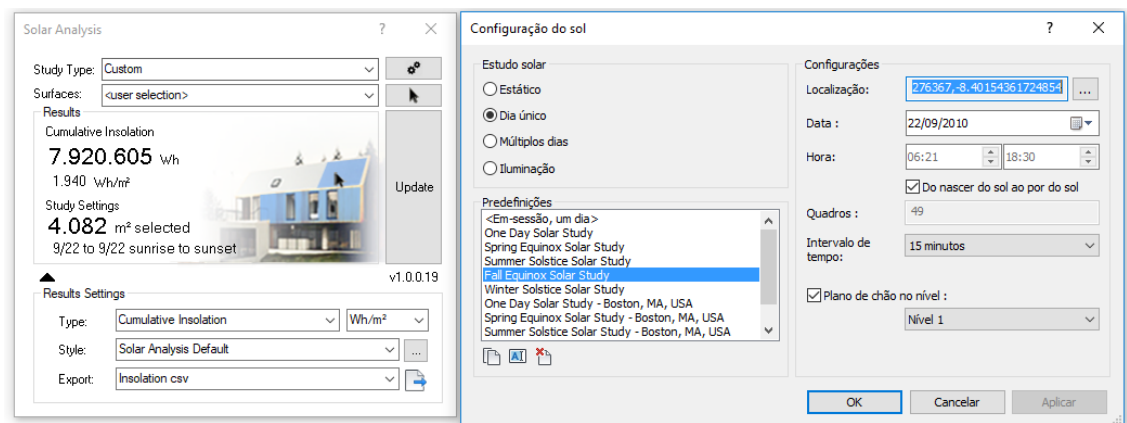 Solar Analysis
Study Type: Custom
Surfaces: <user selection>
Results
Cumulative Insolation
7.920.605 Wh
1.940 Wh/m²
Study Settings
4.082 m² selected
9/22 to 9/22 sunrise to sunset
Update
v1.0.0.19
Results Settings
Type: Cumulative Insolation Wh/m²
Style: Solar Analysis Default ...
Export: Insolation csv
Configuração do sol
Estudo solar
Estático
Dia único
Múltiplos dias
Iluminação
Predefinições
<Em-sessão, um dia>
One Day Solar Study
Spring Equinox Solar Study
Summer Solstice Solar Study
Fall Equinox Solar Study
Winter Solstice Solar Study
One Day Solar Study - Boston, MA, USA
Spring Equinox Solar Study - Boston, MA, USA
Summer Solstice Solar Study - Boston, MA, USA
Configurações
Localização: 276367,-8.40154361724854 ...
Data : 22/09/2010
Hora: 06:21 18:30
Do nascer do sol ao por do sol
Quadros : 49
Intervalo de tempo: 15 minutos
Plano de chão no nível :
Nível 1
OK Cancelar Aplicar